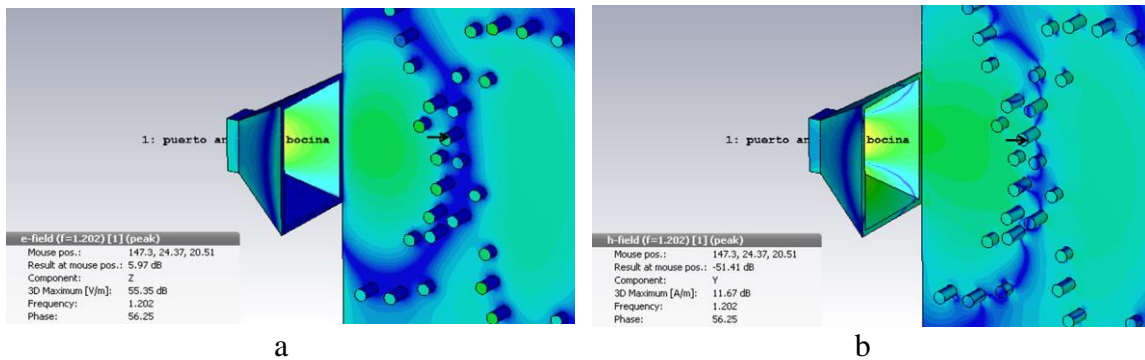 1: puerto an bocina
e-field (f=1.202) [1] (peak)
Mouse pos.: 147.3, 24.37, 20.51
Result at mouse pos.: 5.97 dB
Component: Z
3D Maximum [V/m]: 55.35 dB
Frequency: 1.202
Phase: 56.25
a
1: puerto an bocina
h-field (f=1.202) [1] (peak)
Mouse pos.: 147.3, 24.37, 20.51
Result at mouse pos.: -51.41 dB
Component: Y
3D Maximum [A/m]: 11.67 dB
Frequency: 1.202
Phase: 56.25
b